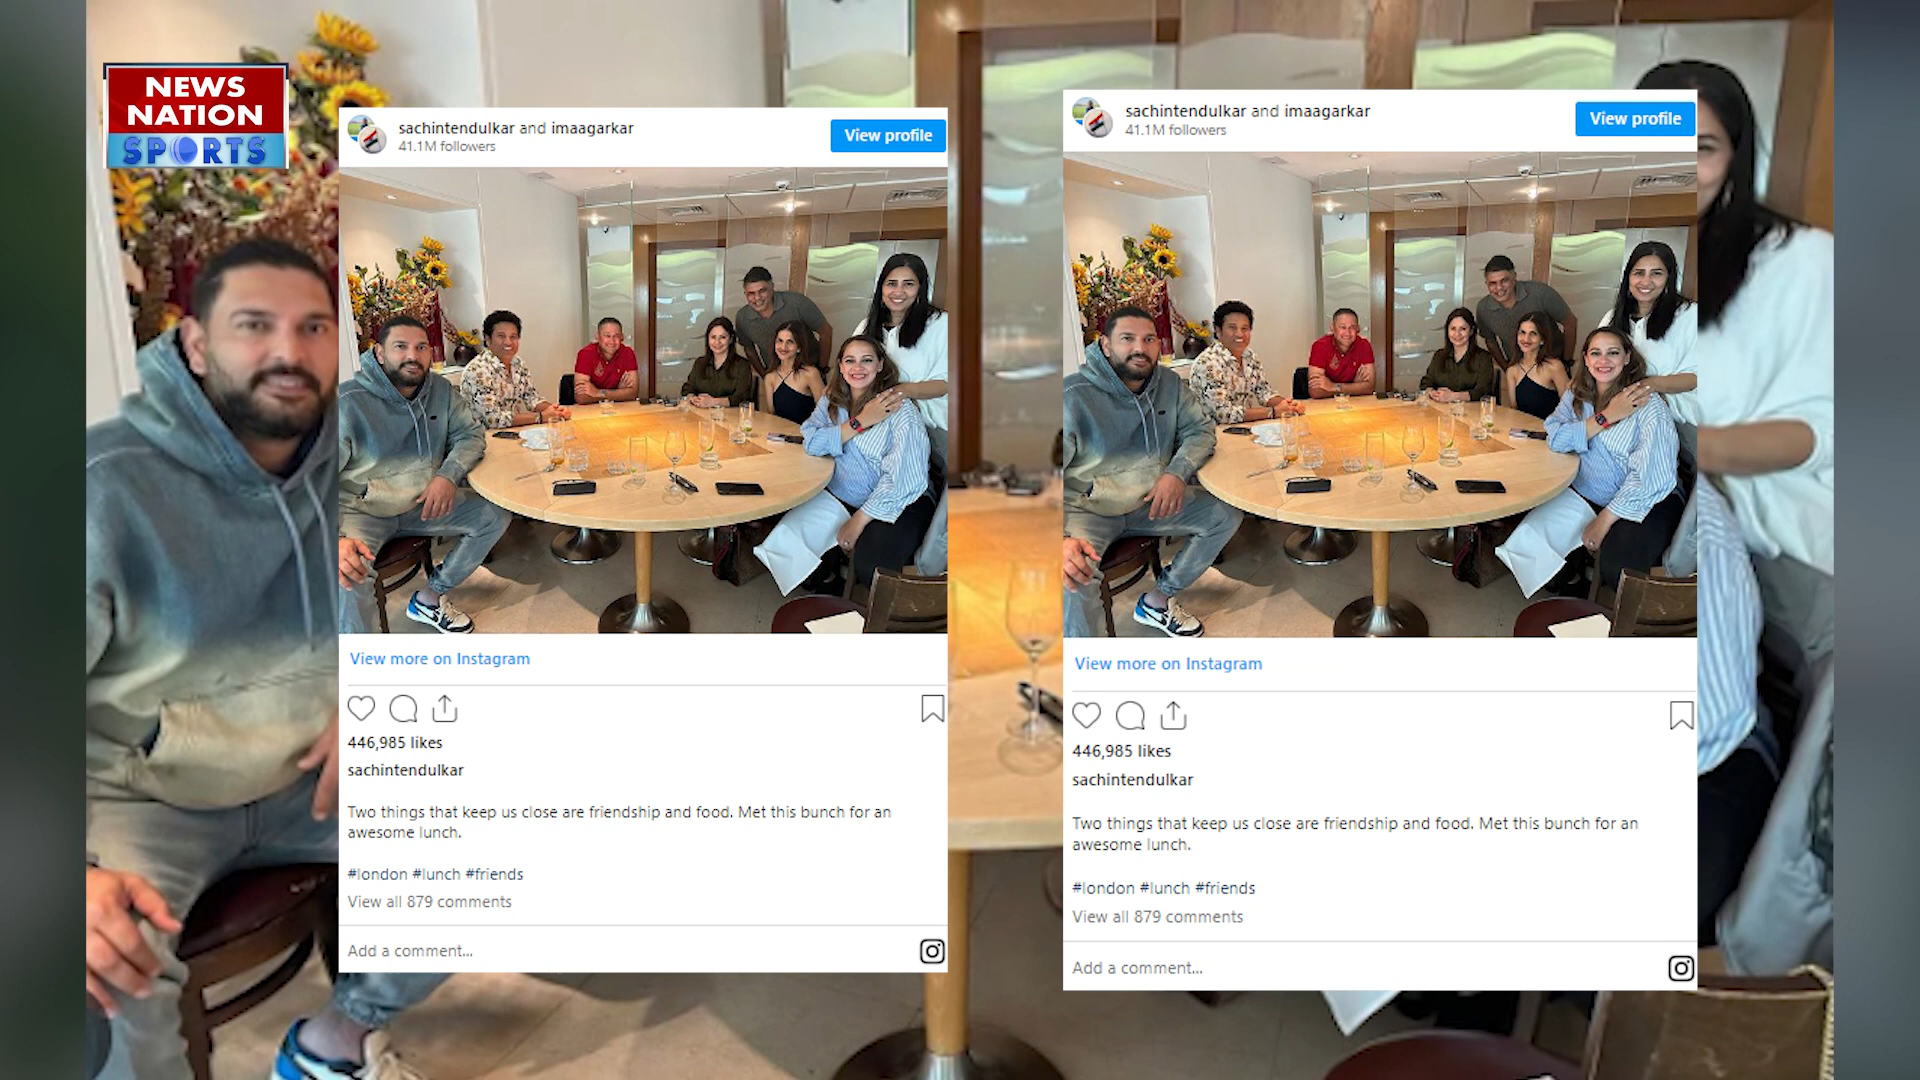 NEWS
NATION
SPORTS
sachintendulkar and imaagarkar
41.1M followers
View profile
View more on Instagram
446,985 likes
sachintendulkar
Two things that keep us close are friendship and food. Met this bunch for an
awesome lunch.
#london #lunch #friends
View all 879 comments
Add a comment...
sachintendulkar and imaagarkar
41.1M followers
View profile
View more on Instagram
446,985 likes
sachintendulkar
Two things that keep us close are friendship and food. Met this bunch for an
awesome lunch.
#london #lunch #friends
View all 879 comments
Add a comment...